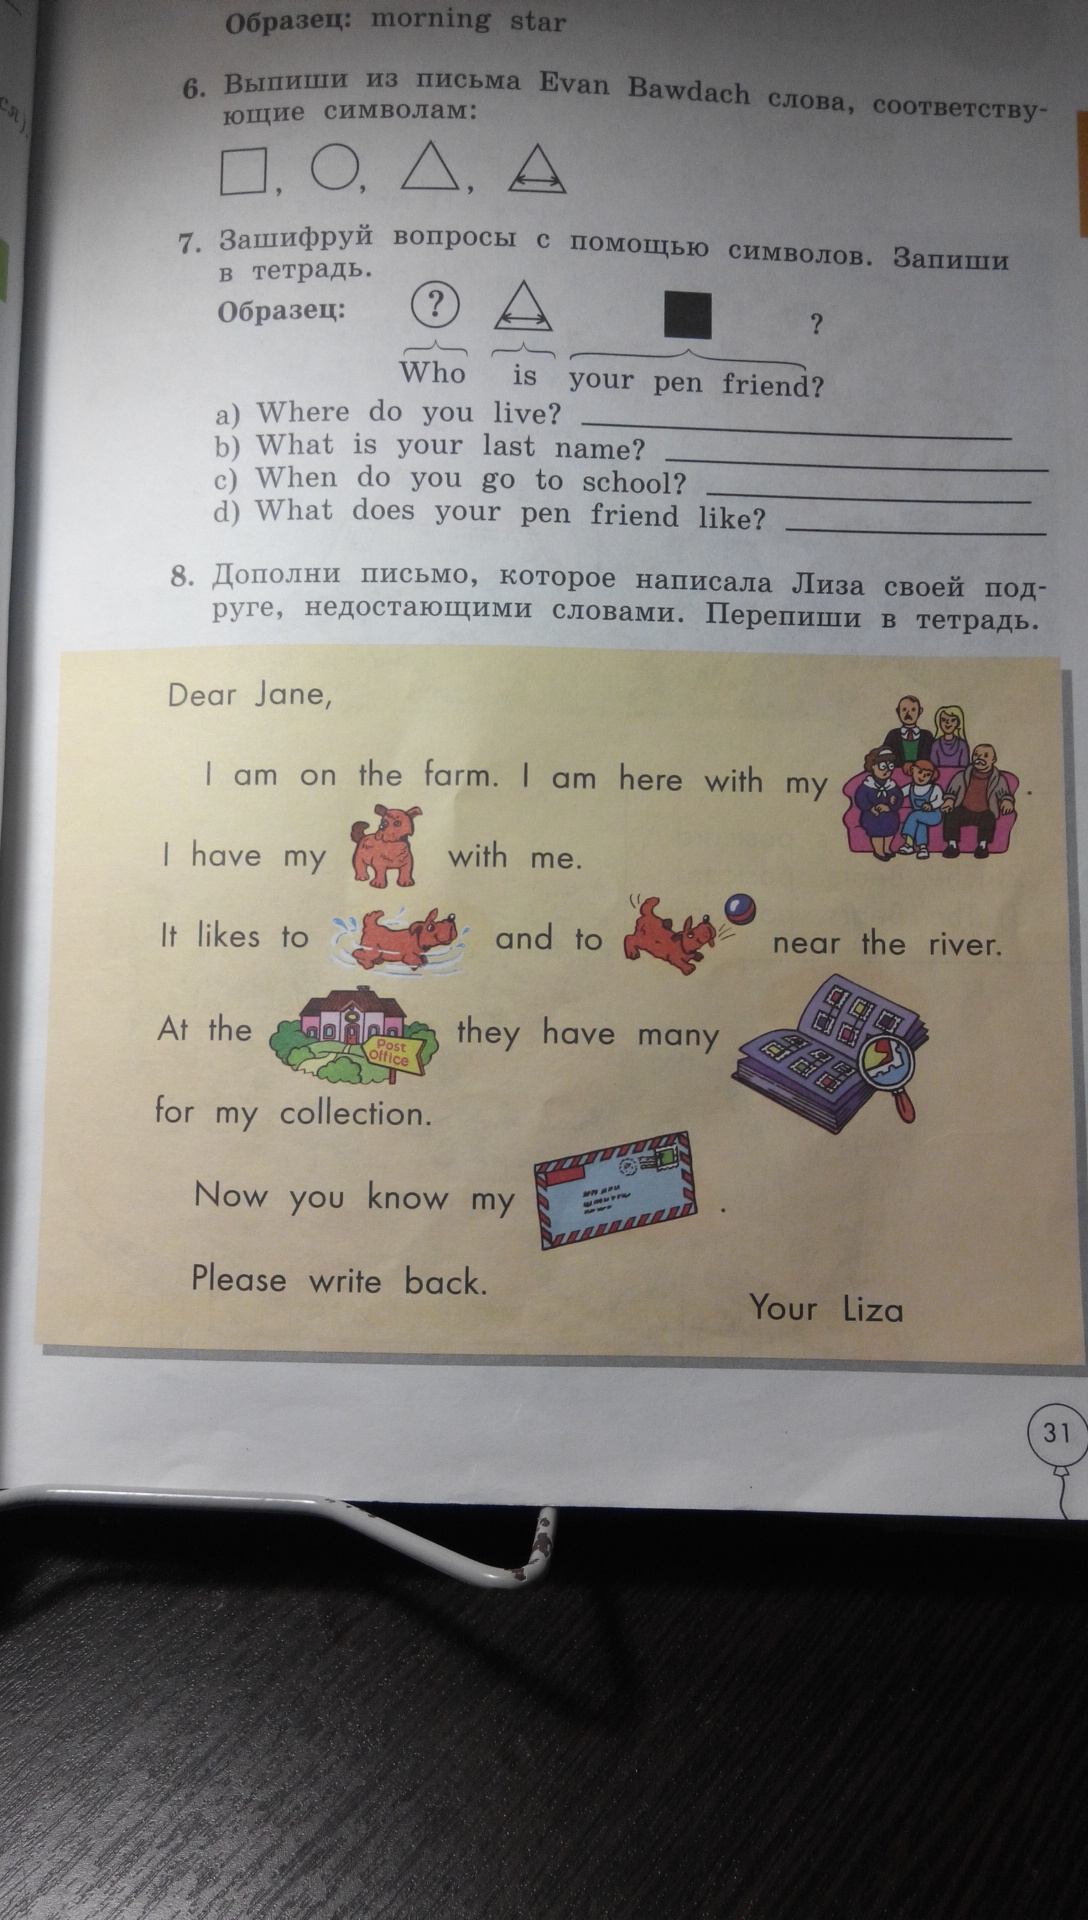 Образец: morning star
ся).
6. Выпиши из письма Evan Bawdach слова, соответству-
ющие символам:
, , ,
7. Зашифруй вопросы с помощью символов. Запиши
в тетрадь.
Образец: ? ?
Who is your pen friend?
a) Where do you live?
b) What is your last name?
c) When do you go to school?
d) What does your pen friend like?
8. Дополни письмо, которое написала Лиза своей под-
руге, недостающими словами. Перепиши в тетрадь.
Dear Jane,
I am on the farm. I am here with my .
I have my with me.
It likes to and to near the river.
At the Post Office they have many
for my collection.
Now you know my .
Please write back.
Your Liza
31